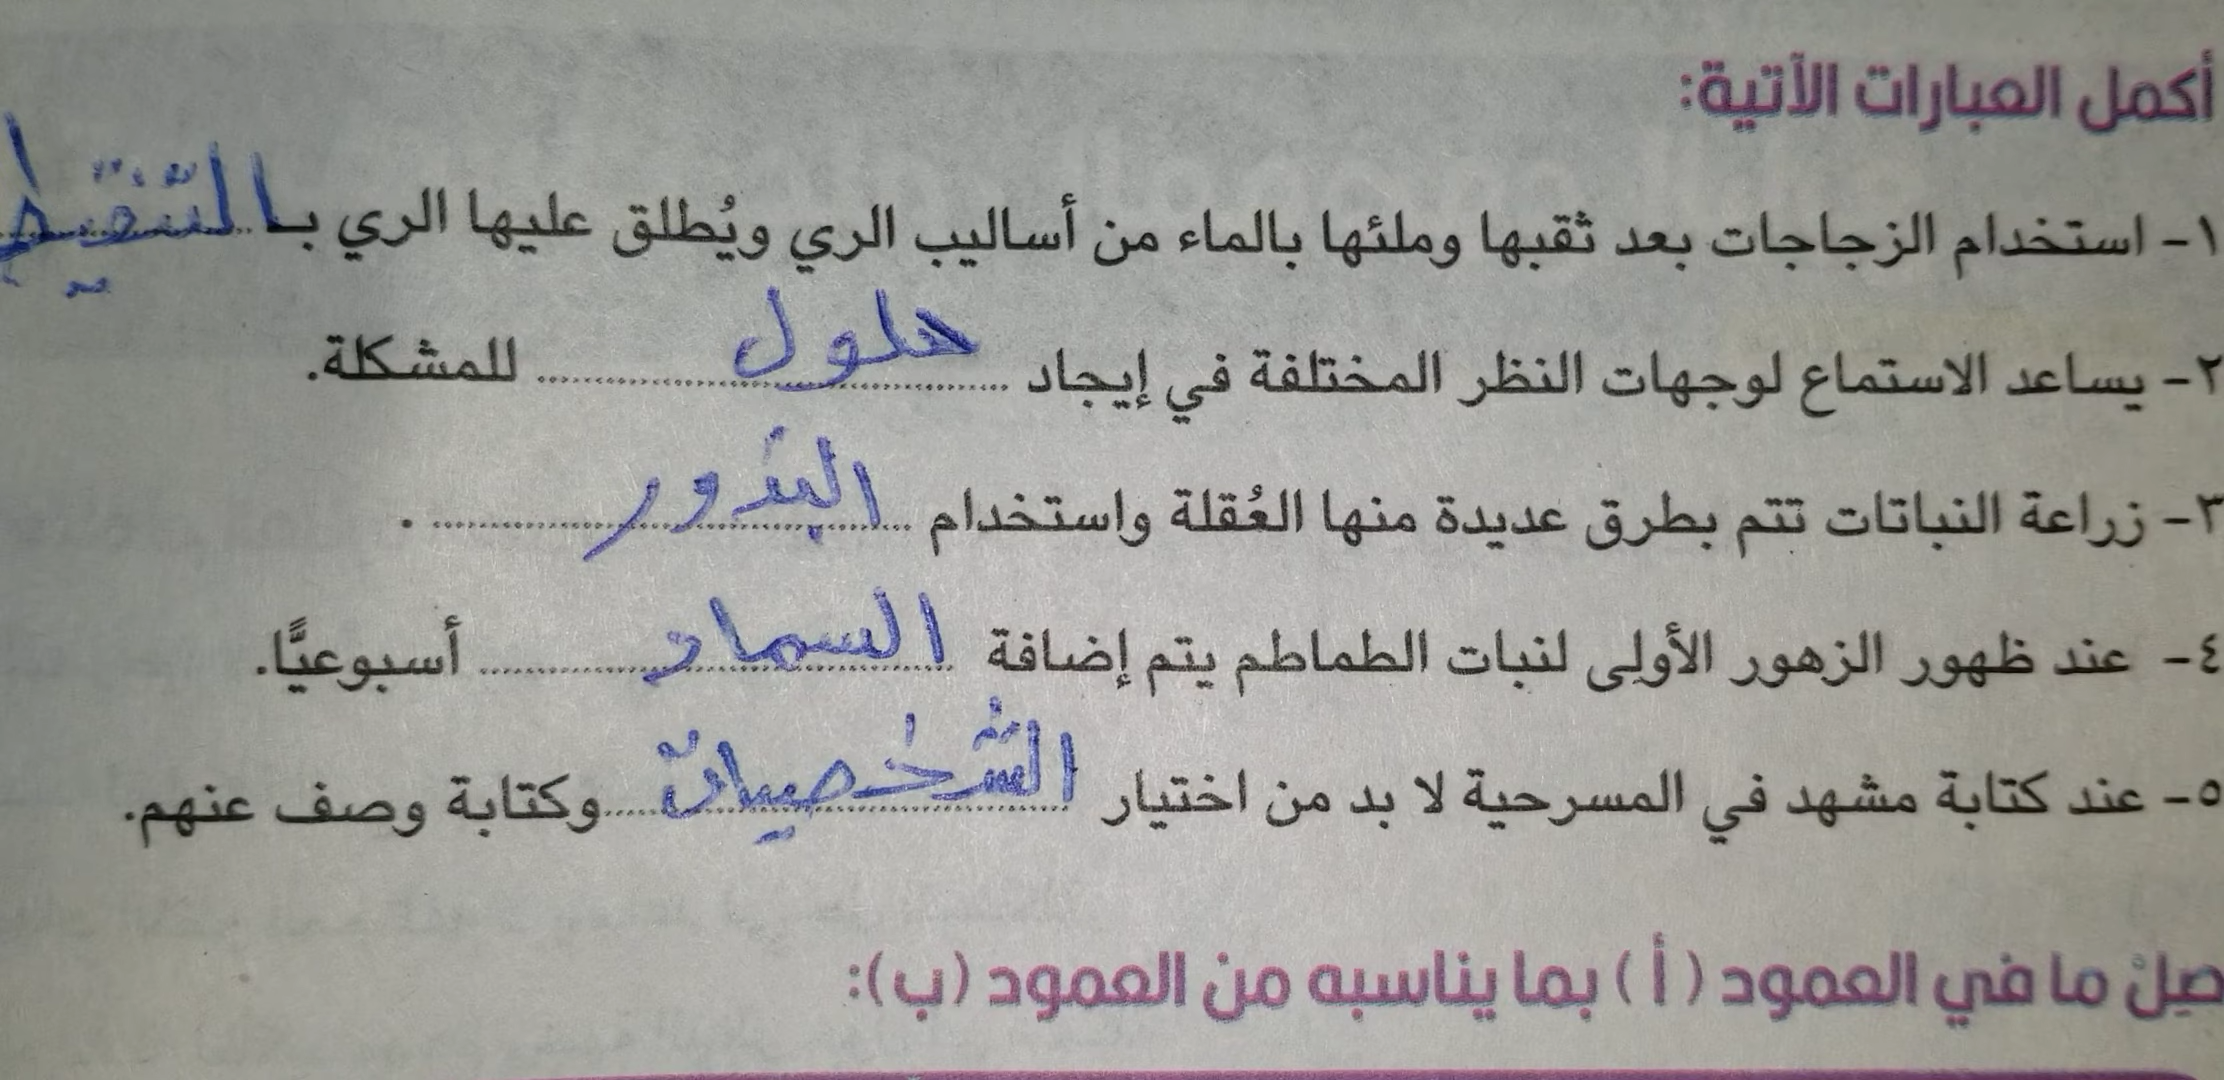 أكمل العبارات الآتية:
١- استخدام الزجاجات بعد ثقبها وملئها بالماء من أساليب الري ويُطلق عليها الري بالتنقيط
٢- يساعد الاستماع لوجهات النظر المختلفة في إيجاد حلول للمشكلة.
٣- زراعة النباتات تتم بطرق عديدة منها العُقلة واستخدام البذور .
٤- عند ظهور الزهور الأولى لنبات الطماطم يتم إضافة السماد أسبوعيًّا.
٥- عند كتابة مشهد في المسرحية لا بد من اختيار الشخصيات وكتابة وصف عنهم.
صِلْ ما في العمود (أ) بما يناسبه من العمود (ب):